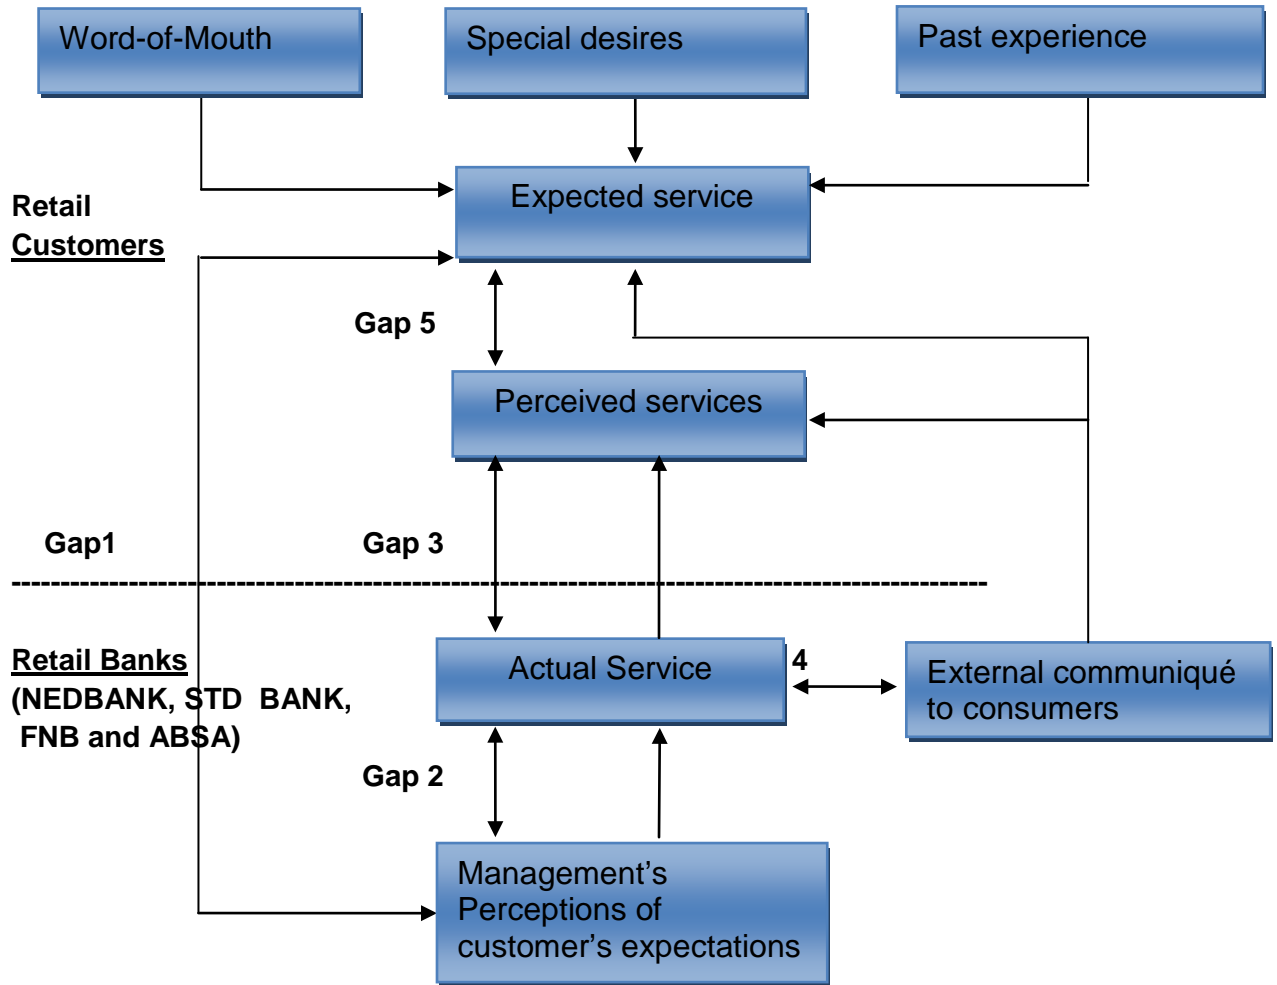 Word-of-Mouth
Special desires
Past experience
Expected service
Retail
Customers
Gap 5
Perceived services
Gap1
Gap 3
Retail Banks
(NEDBANK, STD BANK,
FNB and ABSA)
Actual Service
4
External communiqué
to consumers
Gap 2
Management’s
Perceptions of
customer’s expectations